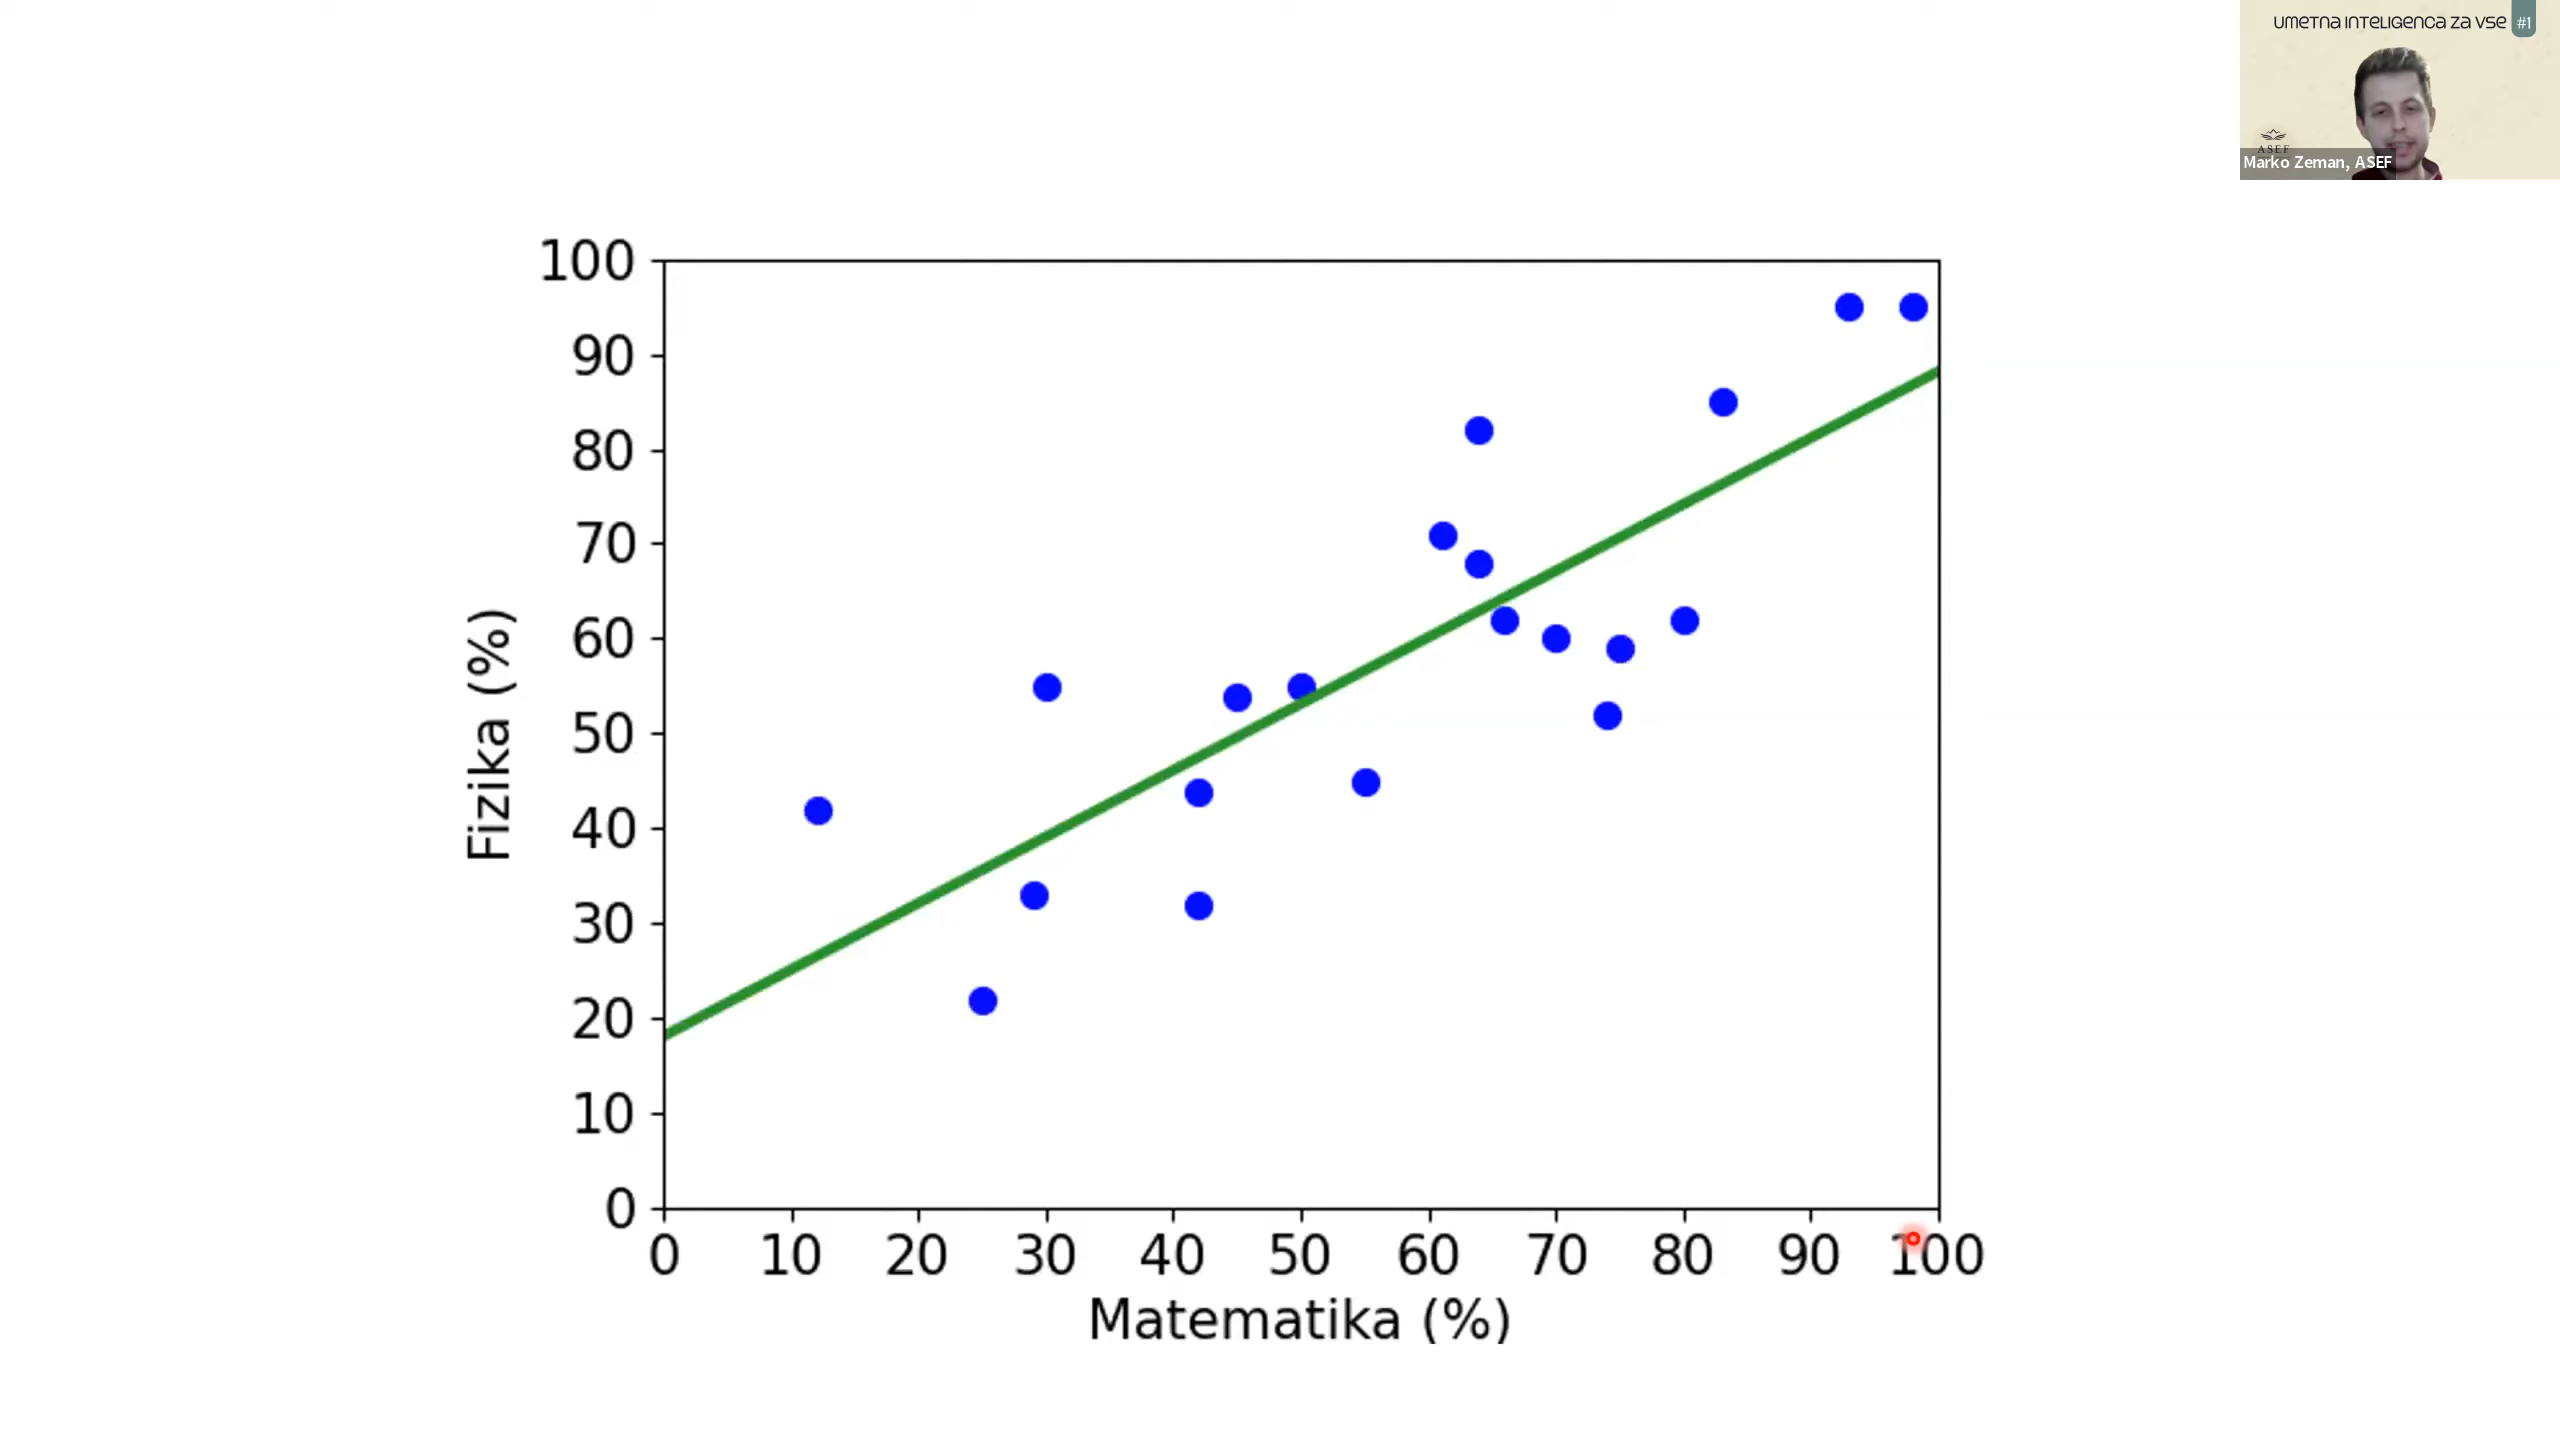 UMETNA INTELIGENCA ZA VSE #1
ASEF
Marko Zeman, ASEF
100
90
80
70
60
50
40
30
20
10
0
Fizika (%)
0 10 20 30 40 50 60 70 80 90 100
Matematika (%)